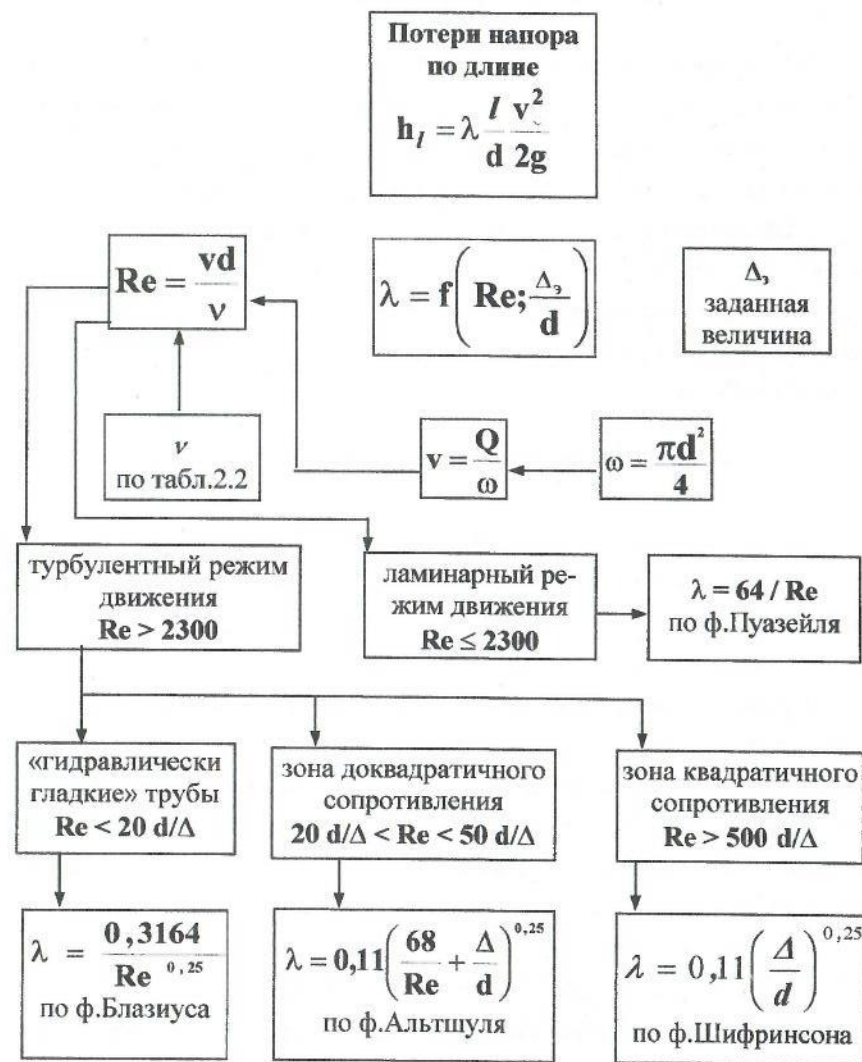 Потери напора
по длине
h_l = λ l/d v²/2g
Re = vd/ν
λ = f(Re; Δ_э/d)
Δ_э
заданная
величина
ν
по табл.2.2
v = Q/ω
ω = πd²/4
турбулентный режим
движения
Re > 2300
ламинарный ре-
жим движения
Re ≤ 2300
λ = 64 / Re
по ф.Пуазейля
«гидравлически
гладкие» трубы
Re < 20 d/Δ
зона доквадратичного
сопротивления
20 d/Δ < Re < 50 d/Δ
зона квадратичного
сопротивления
Re > 500 d/Δ
λ = 0,3164/Re^0,25
по ф.Блазиуса
λ = 0,11(68/Re + Δ/d)^0,25
по ф.Альтшуля
λ = 0,11(Δ/d)^0,25
по ф.Шифринсона